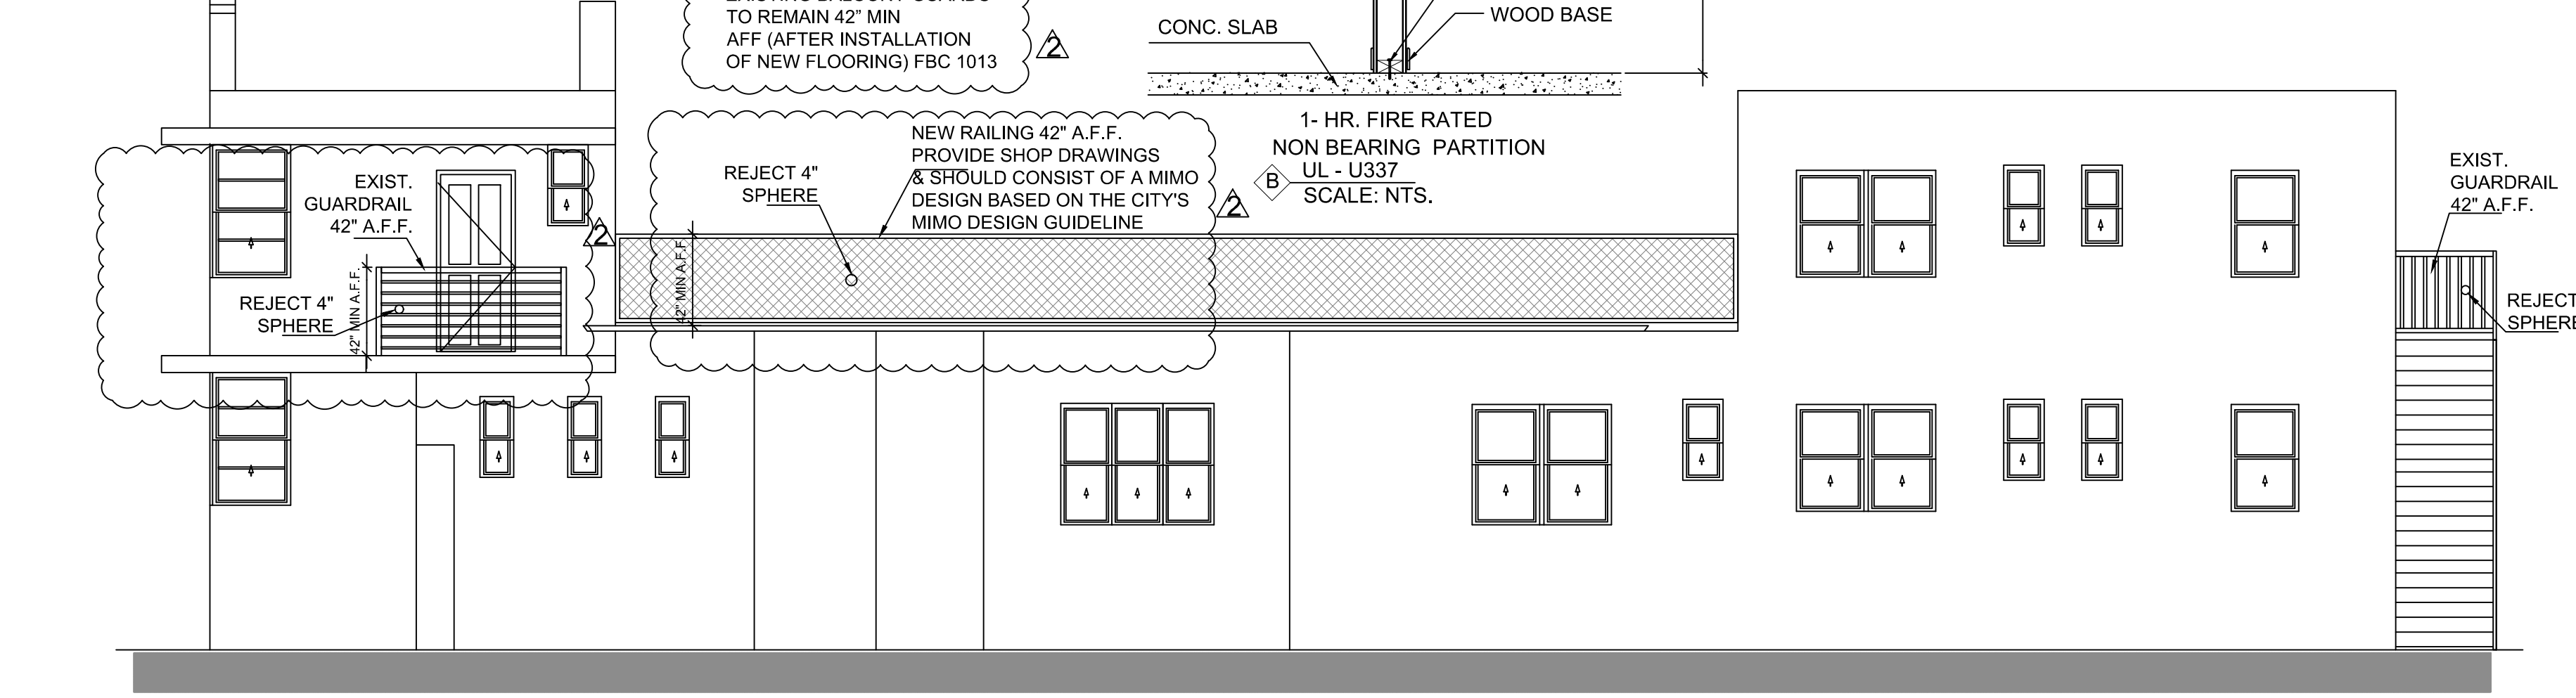 TO REMAIN 42" MIN
AFF (AFTER INSTALLATION
OF NEW FLOORING) FBC 1013
2
CONC. SLAB
WOOD BASE
1- HR. FIRE RATED
NON BEARING PARTITION
B
UL - U337
SCALE: NTS.
NEW RAILING 42" A.F.F.
PROVIDE SHOP DRAWINGS
& SHOULD CONSIST OF A MIMO
DESIGN BASED ON THE CITY'S
MIMO DESIGN GUIDELINE
2
REJECT 4"
SPHERE
42" MIN A.F.F.
EXIST.
GUARDRAIL
42" A.F.F.
2
REJECT 4"
SPHERE
42" MIN A.F.F.
EXIST.
GUARDRAIL
42" A.F.F.
REJECT
SPHERE